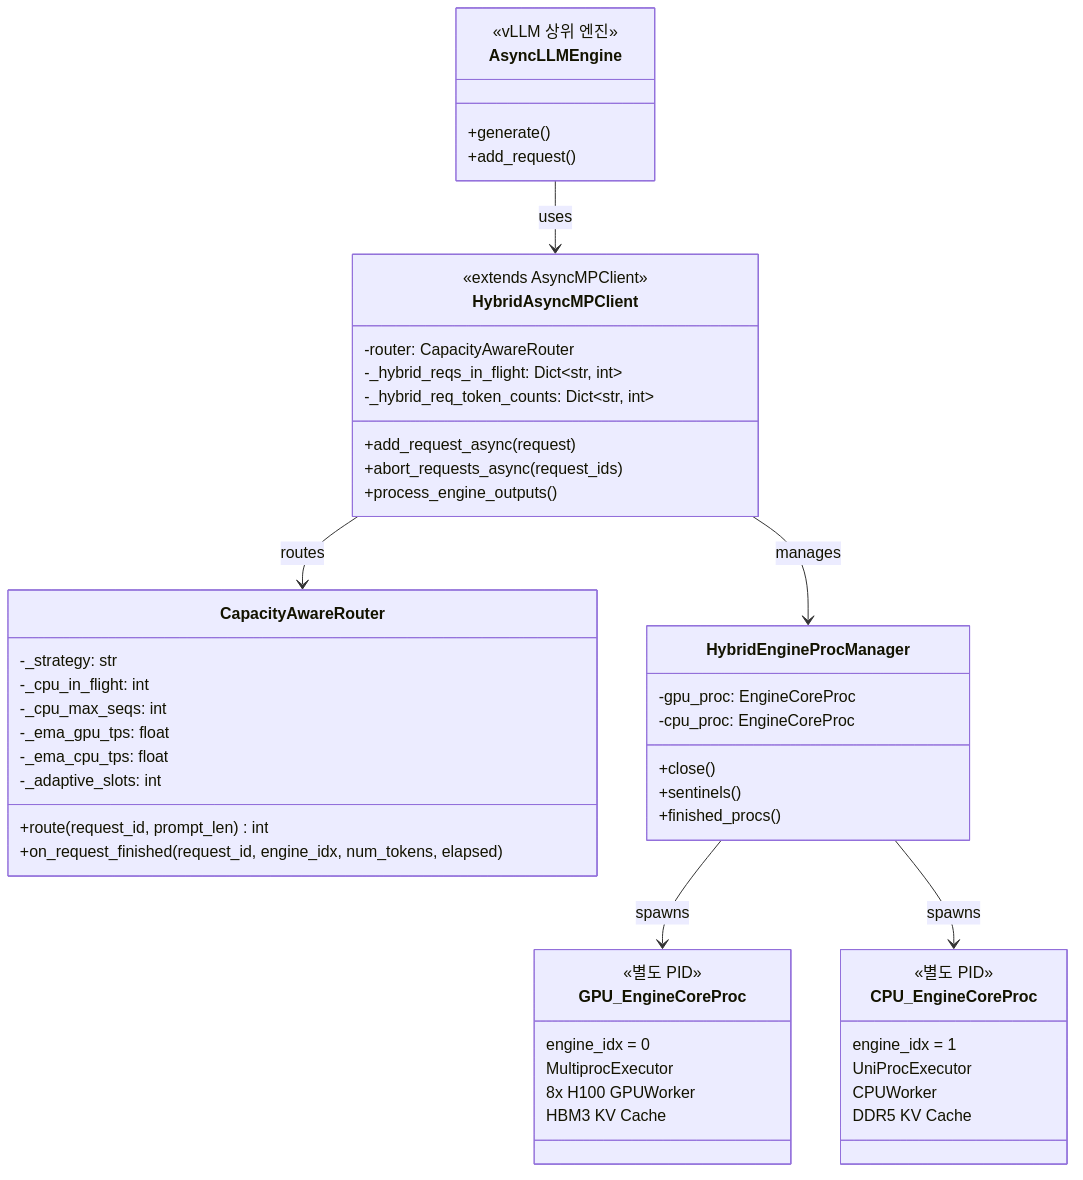 «vLLM 상위 엔진»
AsyncLLMEngine
+generate()
+add_request()
uses
«extends AsyncMPClient»
HybridAsyncMPClient
-router: CapacityAwareRouter
-_hybrid_reqs_in_flight: Dict<str, int>
-_hybrid_req_token_counts: Dict<str, int>
+add_request_async(request)
+abort_requests_async(request_ids)
+process_engine_outputs()
routes
manages
CapacityAwareRouter
-_strategy: str
-_cpu_in_flight: int
-_cpu_max_seqs: int
-_ema_gpu_tps: float
-_ema_cpu_tps: float
-_adaptive_slots: int
+route(request_id, prompt_len) : int
+on_request_finished(request_id, engine_idx, num_tokens, elapsed)
HybridEngineProcManager
-gpu_proc: EngineCoreProc
-cpu_proc: EngineCoreProc
+close()
+sentinels()
+finished_procs()
spawns
spawns
«별도 PID»
GPU_EngineCoreProc
engine_idx = 0
MultiprocExecutor
8x H100 GPUWorker
HBM3 KV Cache
«별도 PID»
CPU_EngineCoreProc
engine_idx = 1
UniProcExecutor
CPUWorker
DDR5 KV Cache